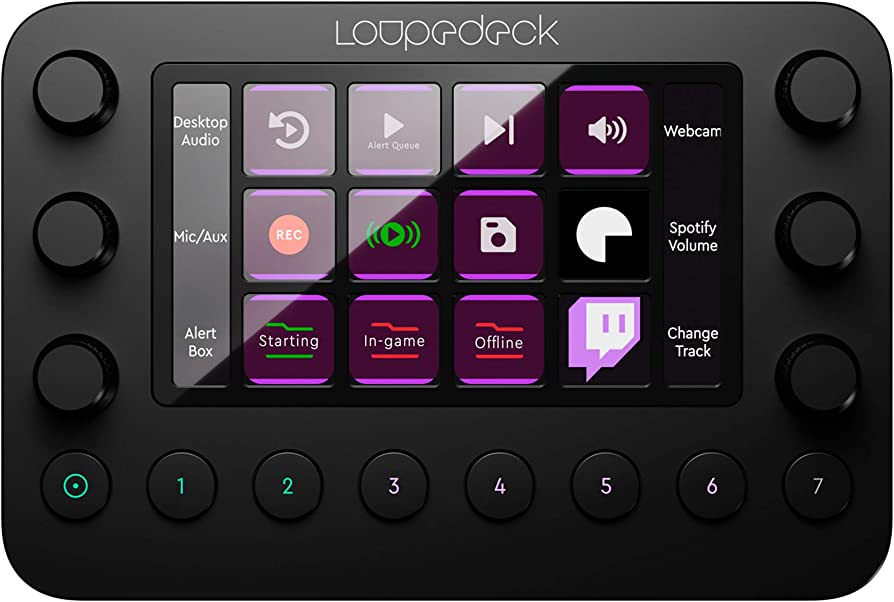 Loupedeck
Desktop
Audio
Alert Queue
Webcam
Mic/Aux
REC
Spotify
Volume
Alert
Box
Starting
In-game
Offline
Change
Track
1
2
3
4
5
6
7